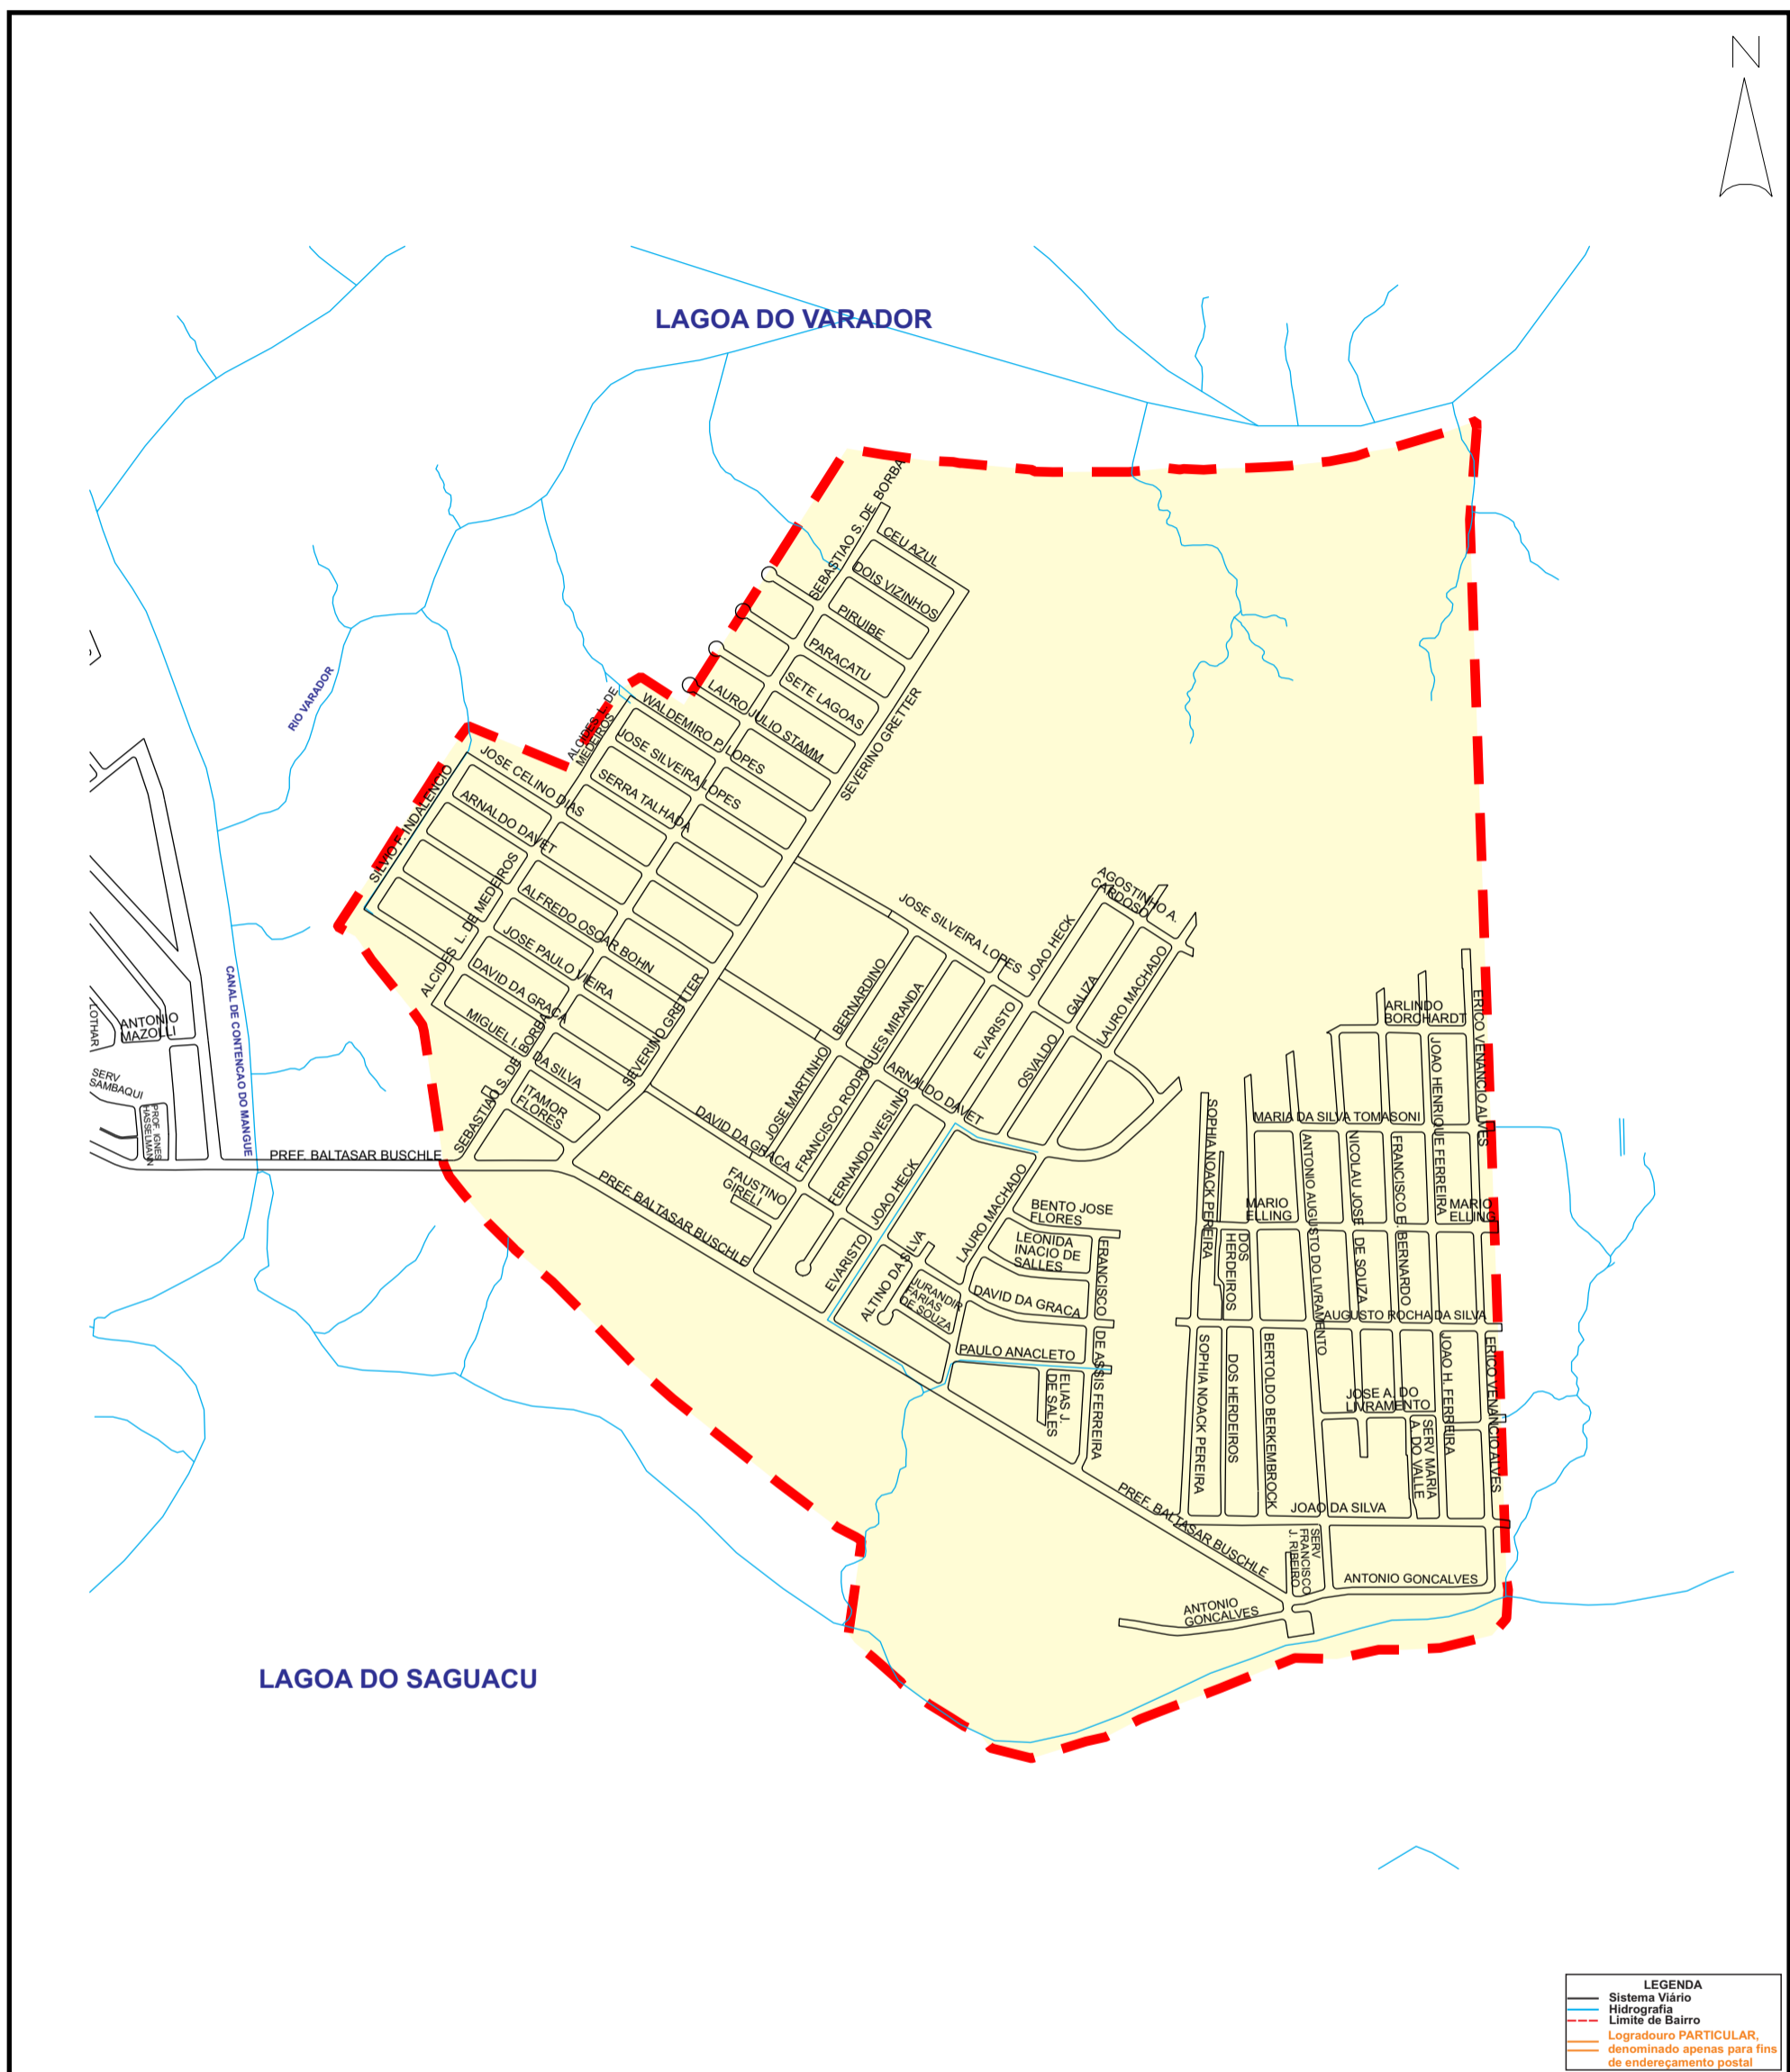 N
LAGOA DO VARADOR
SEBASTIAO S. DE BORBA
CEU AZUL
DOIS VIZINHOS
PIRUIBE
PARACATU
SETE LAGOAS
LAURO JULIO STAMM
SEVERINO GRETTER
RIO VARADOR
ALCIDES L. DE
MEDEIROS
WALDEMIRO P. LOPES
JOSE SILVEIRA LOPES
SERRA TALHADA
JOSE CELINO DIAS
ARNALDO DAVET
SILVIO F. INDALENCIO
ALCIDES L. DE MEDEIROS
ALFREDO OSCAR BOHN
JOSE PAULO VIEIRA
DAVID DA GRACA
MIGUEL I. DA SILVA
SEBASTIAO S. DE BORBA
ITAMOR
FLORES
SEVERINO GRETTER
JOSE SILVEIRA LOPES
AGOSTINHO A.
CARDOSO
JOAO HECK
GALIZA
LAURO MACHADO
BERNARDINO
FRANCISCO RODRIGUES MIRANDA
EVARISTO
OSVALDO
ARNALDO DAVET
JOSE MARTINHO
FERNANDO WESLING
DAVID DA GRACA
FAUSTINO
GIRELI
JOAO HECK
EVARISTO
PREF. BALTASAR BUSCHLE
PREF. BALTASAR BUSCHLE
ANTONIO
MAZOLLI
LOTHAR
SERV
SAMBAQUI
PROF. IGNES
HASSELMANN
CANAL DE CONTENCAO DO MANGUE
LAURO MACHADO
ALTINO DA SILVA
JURANDIR
FARIAS
DE SOUZA
BENTO JOSE
FLORES
LEONIDA
INACIO DE
SALLES
DAVID DA GRACA
FRANCISCO DE ASSIS FERREIRA
PAULO ANACLETO
ELIAS J.
DE SALES
ARLINDO
BORCHARDT
ERICO VENANCIO ALVES
JOAO HENRIQUE FERREIRA
MARIA DA SILVA TOMASONI
SOPHIA NOACK PEREIRA
ANTONIO AUGUSTO DO LIVRAMENTO
NICOLAU JOSE DE SOUZA
FRANCISCO E. BERNARDO
MARIO
ELLING
MARIO
ELLING
DOS
HERDEIROS
AUGUSTO ROCHA DA SILVA
SOPHIA NOACK PEREIRA
DOS HERDEIROS
BERTOLDO BERKEMBROCK
JOSE A. DO
LIVRAMENTO
JOAO H. FERREIRA
ERICO VENANCIO ALVES
SERV MARIA
A. DO VALLE
JOAO DA SILVA
PREF. BALTASAR BUSCHLE
SERV
FRANCISCO
J. RIBEIRO
ANTONIO GONCALVES
ANTONIO
GONCALVES
LAGOA DO SAGUACU
LEGENDA
Sistema Viário
Hidrografia
Limite de Bairro
Logradouro PARTICULAR,
denominado apenas para fins
de endereçamento postal